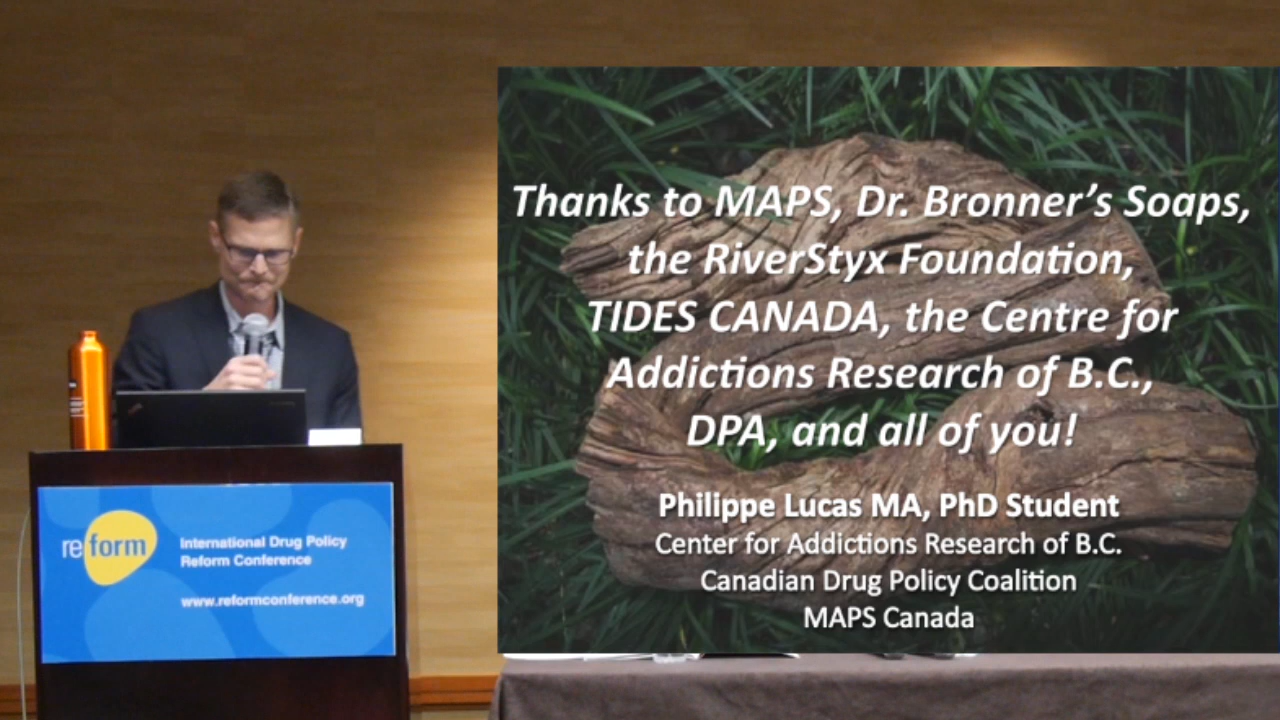 Thanks to MAPS, Dr. Bronner's Soaps,
the RiverStyx Foundation,
TIDES CANADA, the Centre for
Addictions Research of B.C.,
DPA, and all of you!
Philippe Lucas MA, PhD Student
Center for Addictions Research of B.C.
Canadian Drug Policy Coalition
MAPS Canada
reform
International Drug Policy
Reform Conference
www.reformconference.org